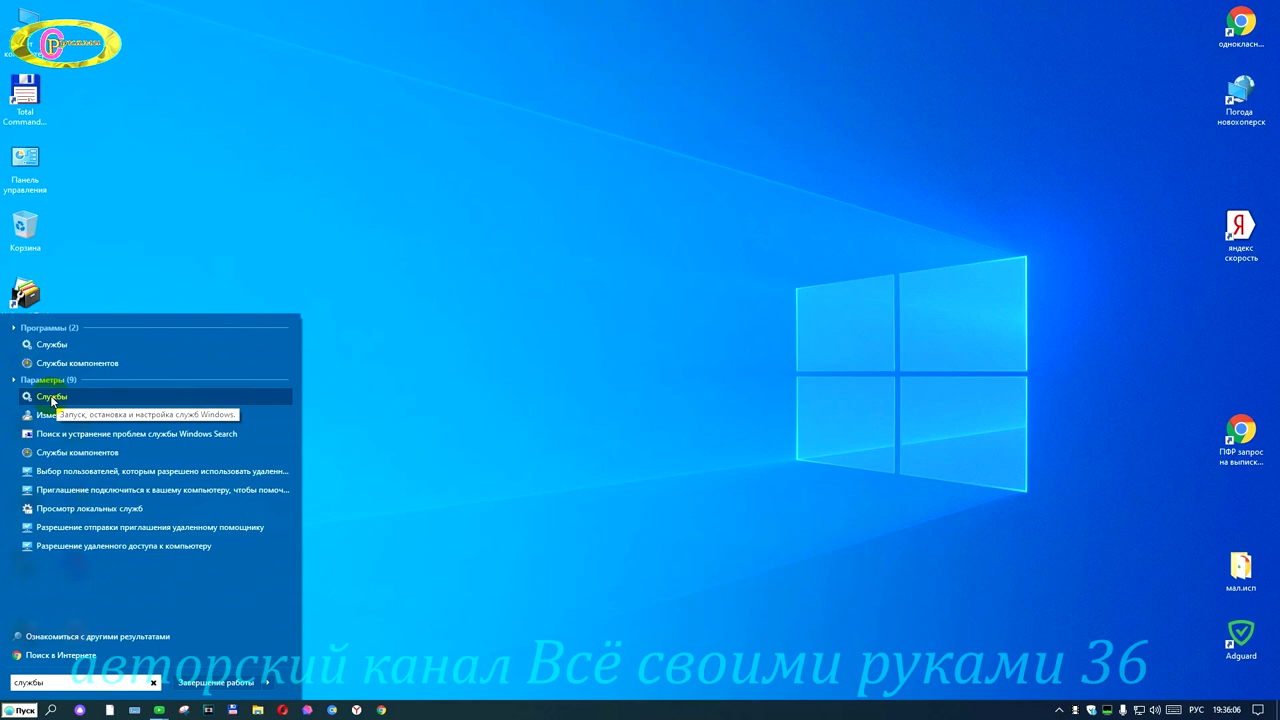 Total
Command...
Панель
управления
Корзина
Программы (2)
Службы
Службы компонентов
Параметры (9)
Службы
Изме
Запуск, остановка и настройка служб Windows.
Поиск и устранение проблем службы Windows Search
Службы компонентов
Выбор пользователей, которым разрешено использовать удаленн...
Приглашение подключиться к вашему компьютеру, чтобы помоч...
Просмотр локальных служб
Разрешение отправки приглашения удаленному помощнику
Разрешение удаленного доступа к компьютеру
Ознакомиться с другими результатами
Поиск в Интернете
службы
Завершение работы
авторский канал Всё своими руками 36
однокласн...
Погода
новохоперск
яндекс
скорость
ПФР запрос
на выписк...
мал.исп
Adguard
Пуск
РУС
19:36:06